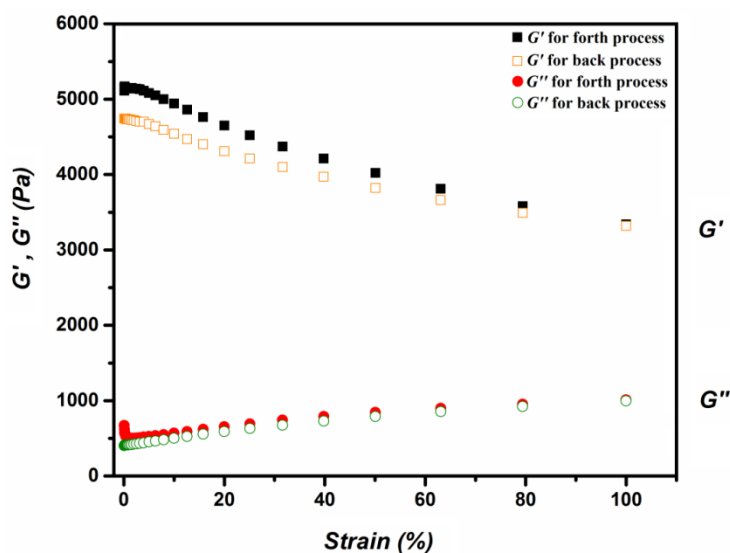 6000
5000
4000
3000
2000
1000
0
G' , G" (Pa)
G' for forth process
G' for back process
G" for forth process
G" for back process
G'
G"
0 20 40 60 80 100
Strain (%)